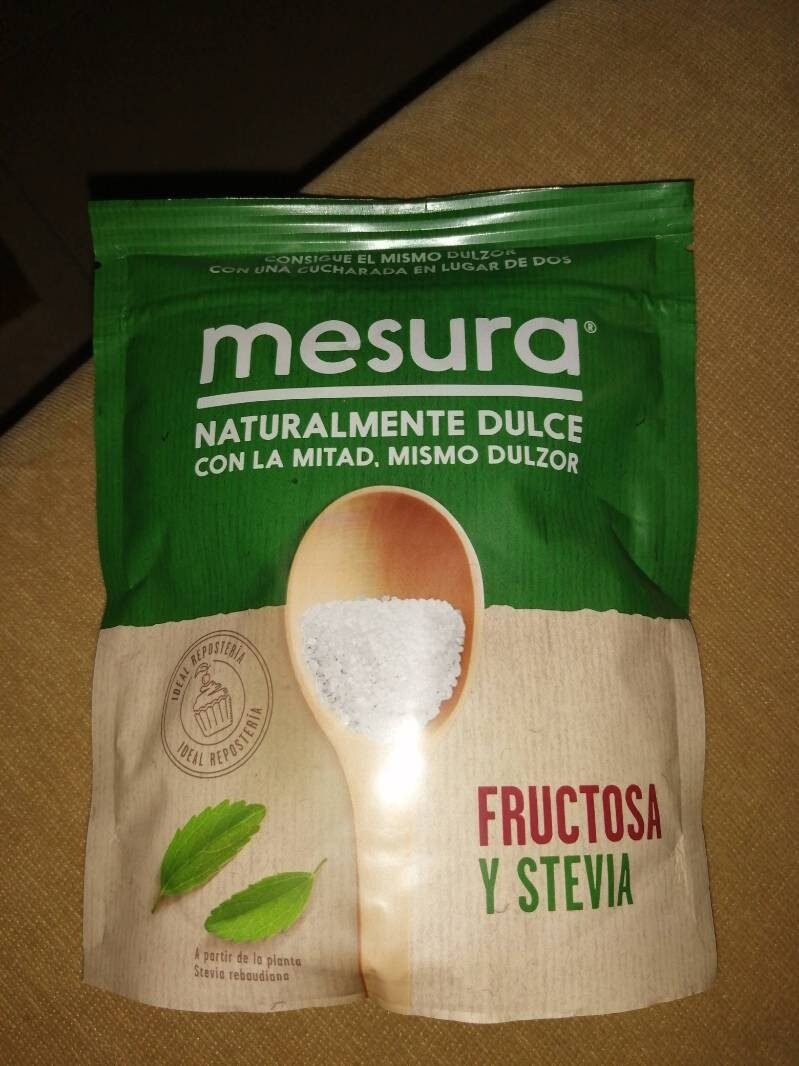 CONSIGUE EL MISMO DULZOR
CON UNA CUCHARADA EN LUGAR DE DOS
mesura®
NATURALMENTE DULCE
CON LA MITAD, MISMO DULZOR
IDEAL REPOSTERÍA
IDEAL REPOSTERÍA
FRUCTOSA
Y STEVIA
A partir de la planta
Stevia rebaudiana